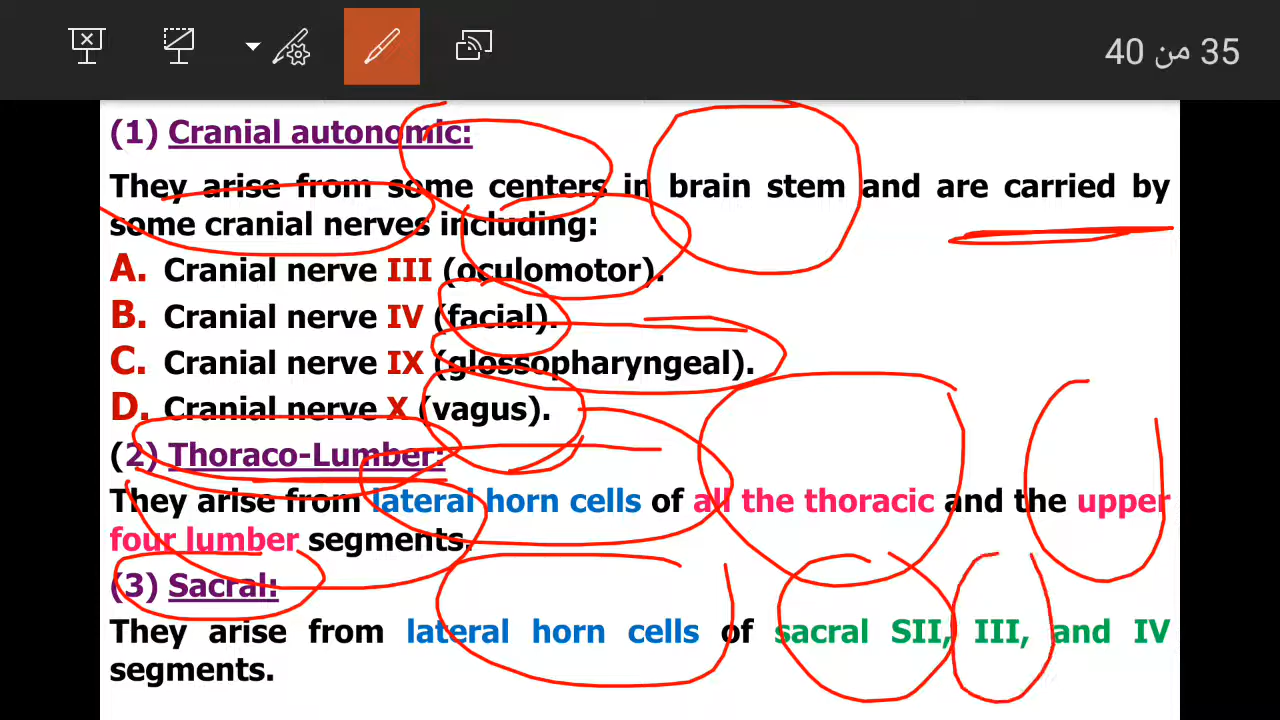 35 من 40
(1) Cranial autonomic:
They arise from some centers in brain stem and are carried by
some cranial nerves including:
A. Cranial nerve III (oculomotor).
B. Cranial nerve IV (facial).
C. Cranial nerve IX (glossopharyngeal).
D. Cranial nerve X (vagus).
(2) Thoraco-Lumber:
They arise from lateral horn cells of all the thoracic and the upper
four lumber segments.
(3) Sacral:
They arise from lateral horn cells of sacral SII, III, and IV
segments.